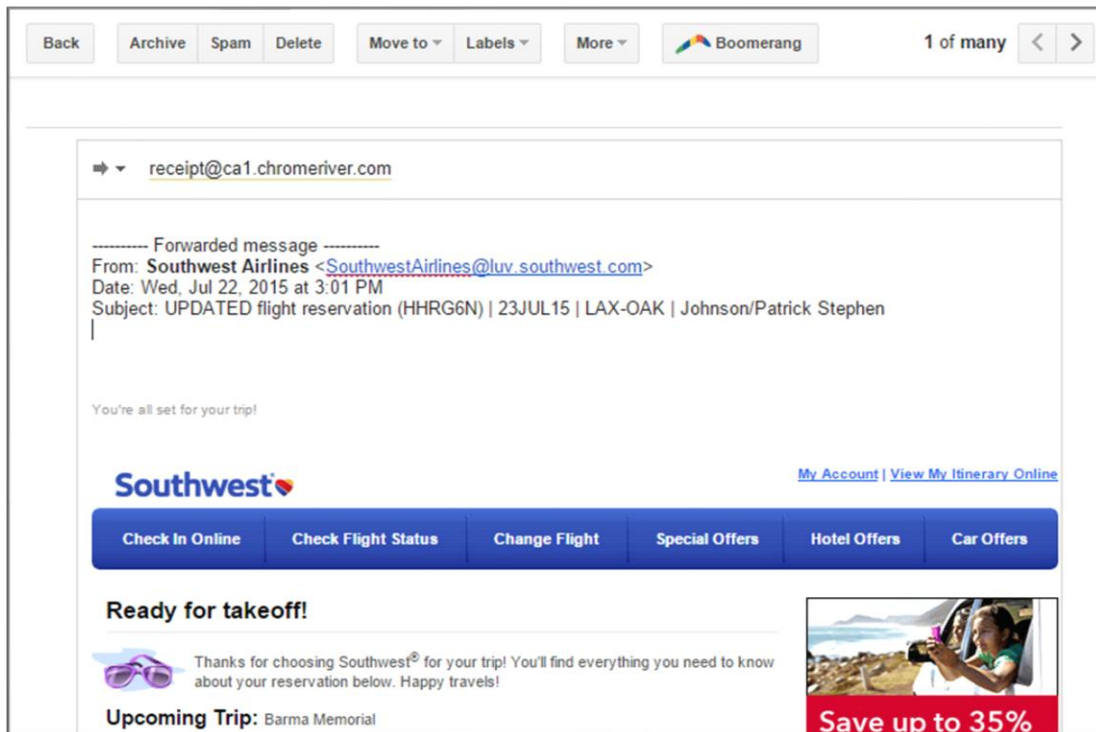 Back Archive Spam Delete Move to Labels More Boomerang 1 of many
receipt@ca1.chromeriver.com
---------- Forwarded message ----------
From: Southwest Airlines <SouthwestAirlines@luv.southwest.com>
Date: Wed, Jul 22, 2015 at 3:01 PM
Subject: UPDATED flight reservation (HHRG6N) | 23JUL15 | LAX-OAK | Johnson/Patrick Stephen
You're all set for your trip!
Southwest
My Account | View My Itinerary Online
Check In Online Check Flight Status Change Flight Special Offers Hotel Offers Car Offers
Ready for takeoff!
Thanks for choosing Southwest® for your trip! You'll find everything you need to know
about your reservation below. Happy travels!
Upcoming Trip: Barma Memorial
Save up to 35%